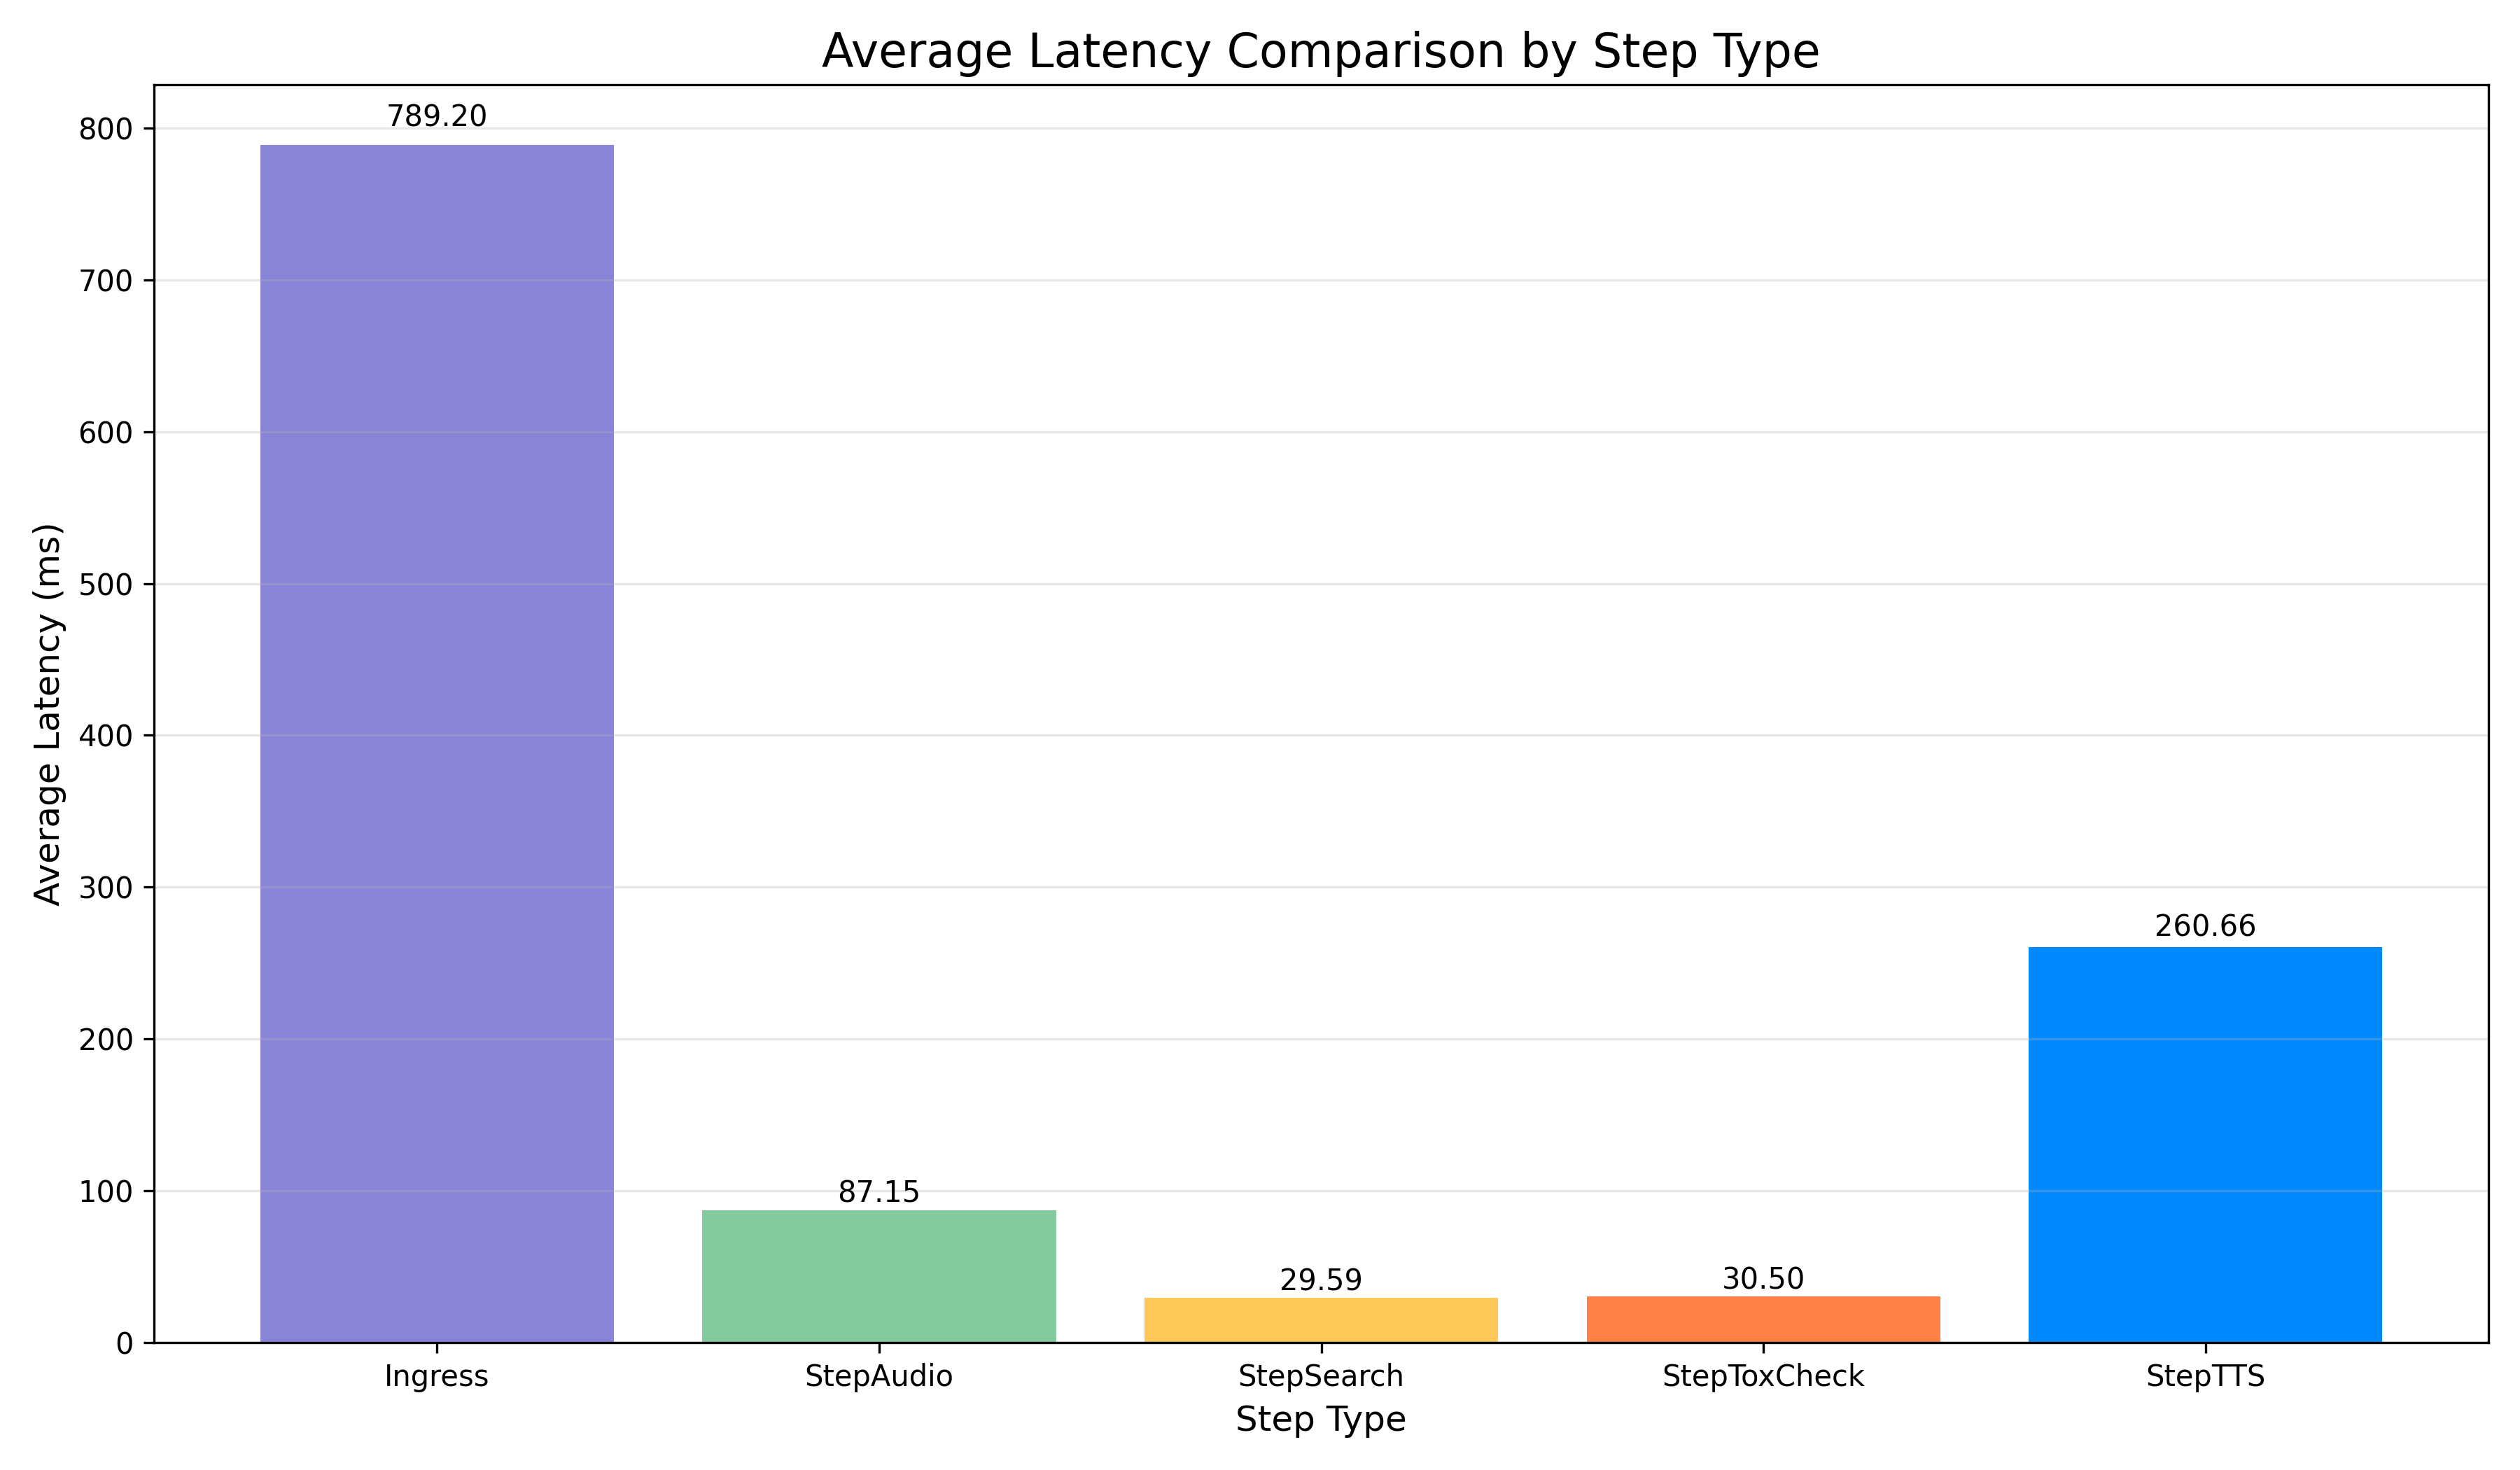 Average Latency Comparison by Step Type
Average Latency (ms)
800
700
600
500
400
300
200
100
0
789.20
87.15
29.59
30.50
260.66
Ingress
StepAudio
StepSearch
StepToxCheck
StepTTS
Step Type